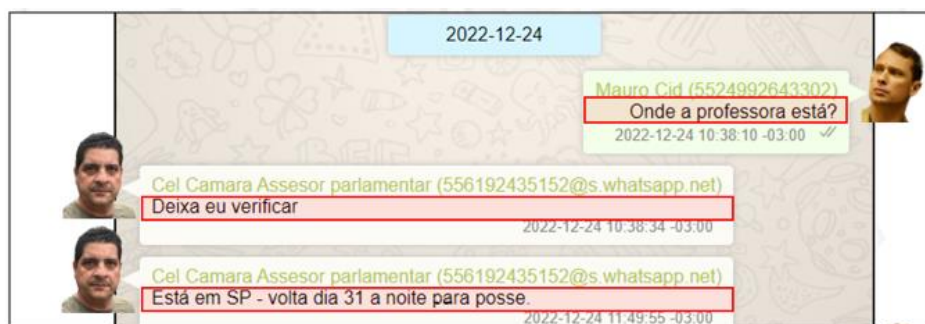 2022-12-24
Mauro Cid (5524992643302)
Onde a professora está?
2022-12-24 10:38:10 -03:00
Cel Camara Assesor parlamentar (556192435152@s.whatsapp.net)
Deixa eu verificar
2022-12-24 10:38:34 -03:00
Cel Camara Assesor parlamentar (556192435152@s.whatsapp.net)
Está em SP - volta dia 31 a noite para posse.
2022-12-24 11:49:55 -03:00